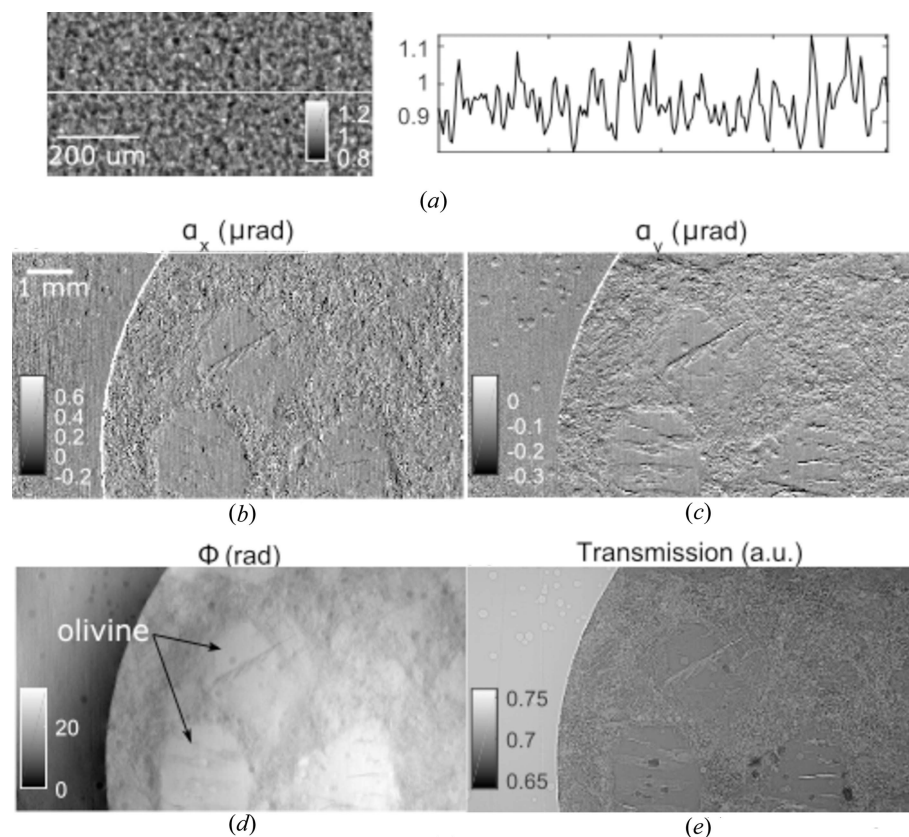 1.2
1
0.8
200 um
1.1
1
0.9
(a)
ɑ_x (µrad)
ɑ_y (µrad)
1 mm
0.6
0.4
0.2
0
-0.2
0
-0.1
-0.2
-0.3
(b)
(c)
Φ (rad)
Transmission (a.u.)
olivine
20
0
0.75
0.7
0.65
(d)
(e)